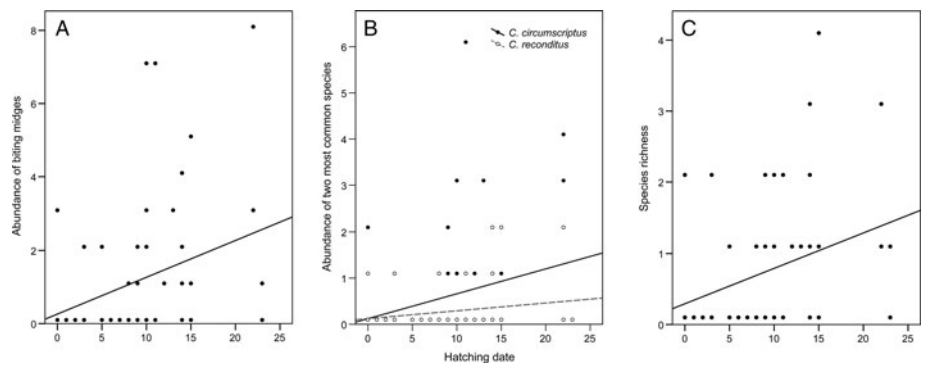 A
Abundance of biting midges
8
6
4
2
0
0 5 10 15 20 25
B
C. circumscriptus
C. reconditus
Abundance of two most common species
6
5
4
3
2
1
0
0 5 10 15 20 25
Hatching date
C
Species richness
4
3
2
1
0
0 5 10 15 20 25